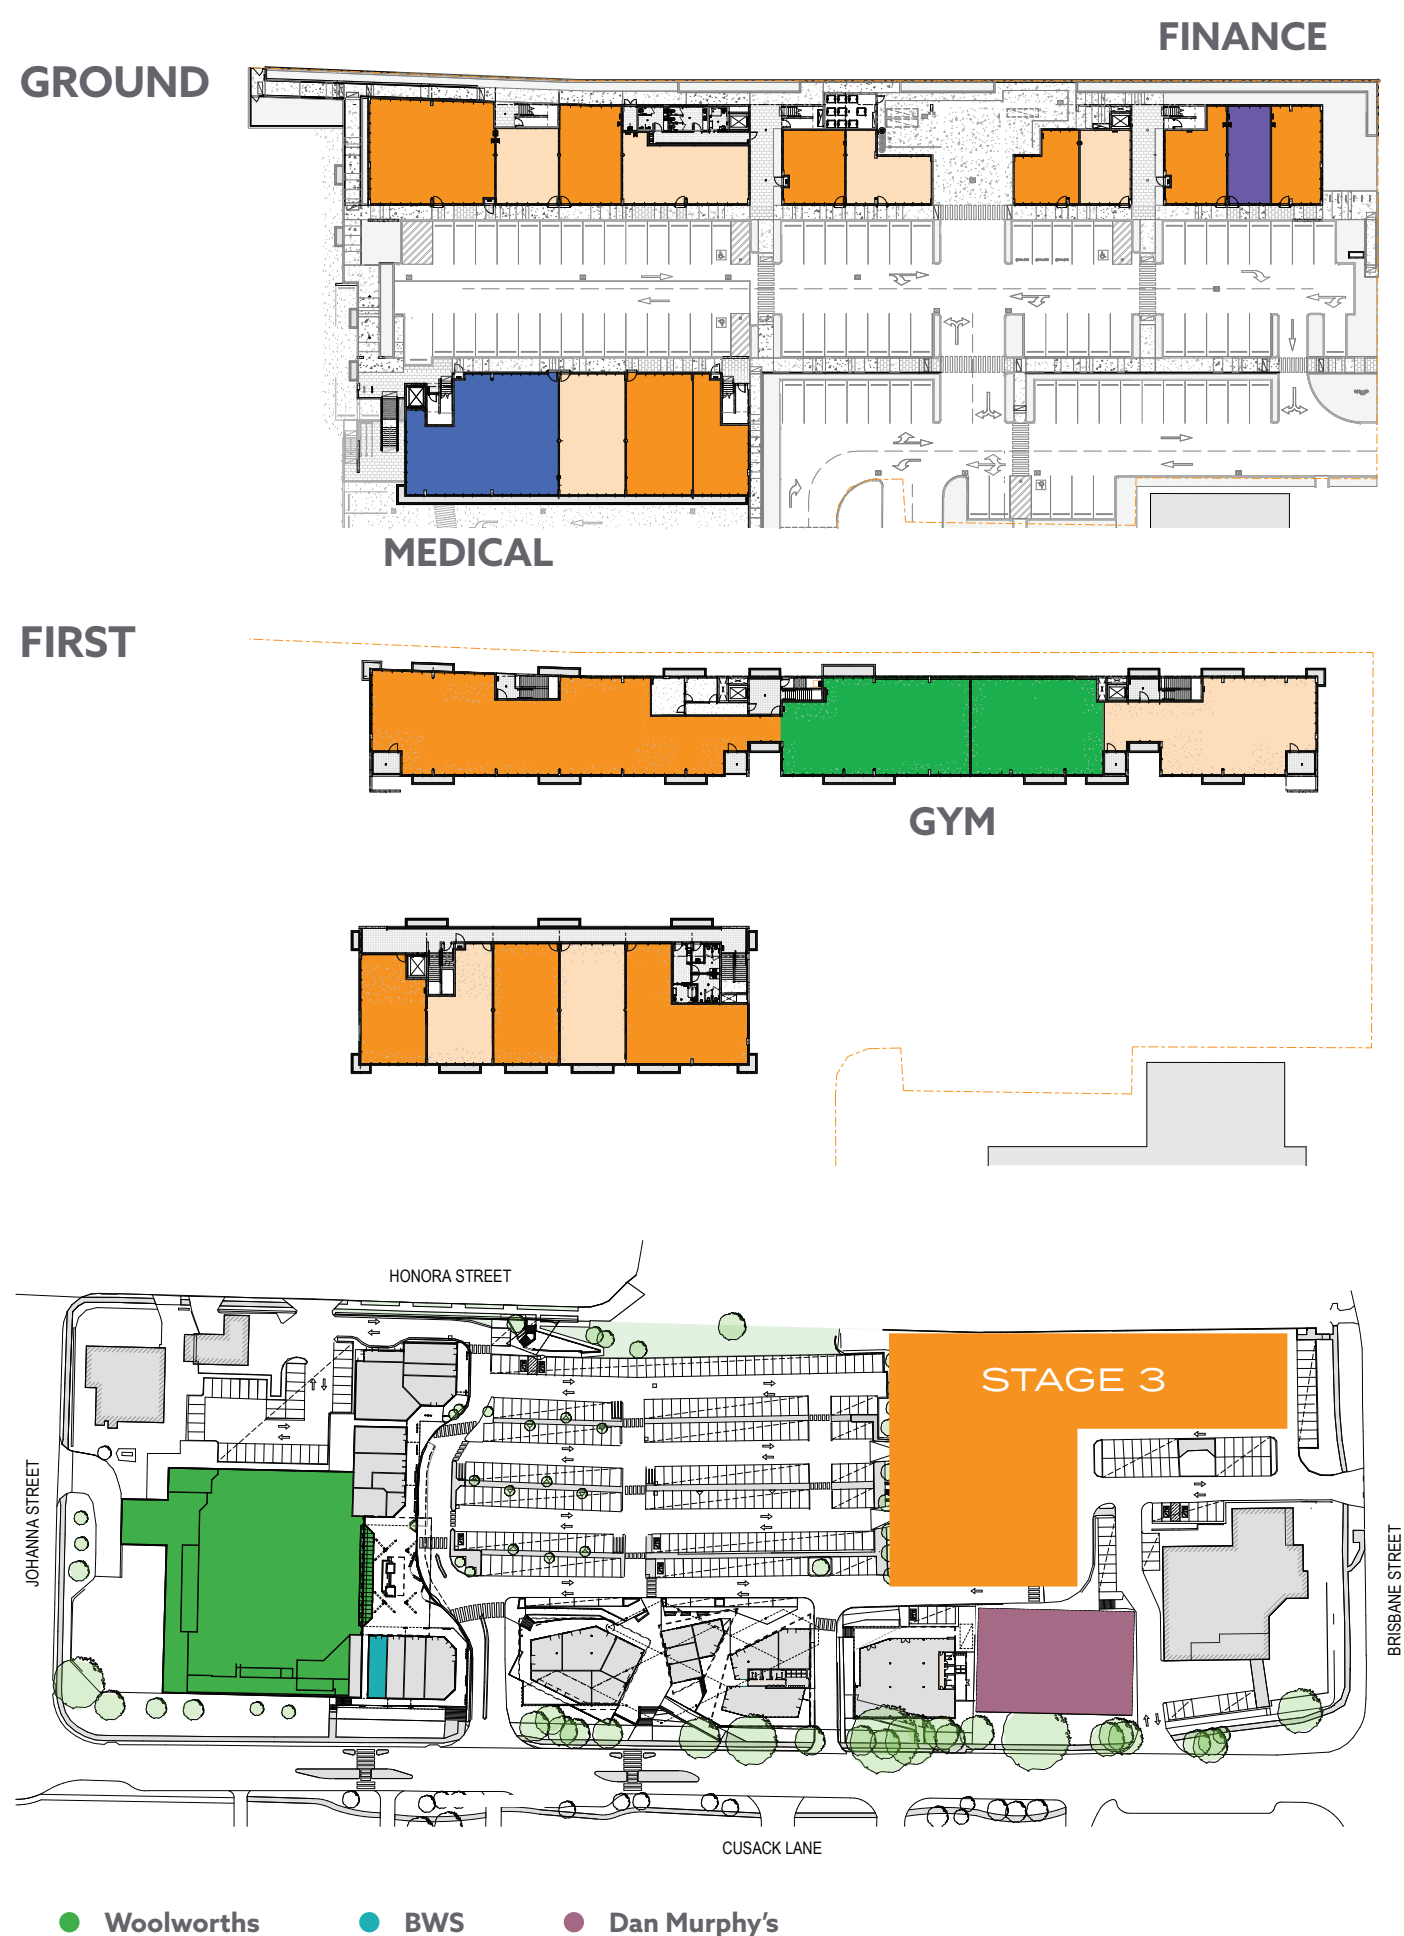 FINANCE
GROUND
MEDICAL
FIRST
GYM
HONORA STREET
STAGE 3
JOHANNA STREET
BRISBANE STREET
CUSACK LANE
Woolworths
BWS
Dan Murphy's